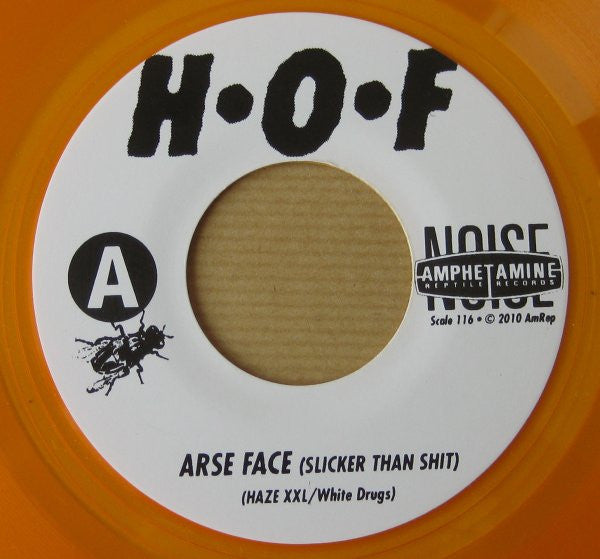 H•O•F
A
NOISE
AMPHETAMINE
REPTILE RECORDS
NOISE
Scale 116 • © 2010 AmRep
ARSE FACE (SLICKER THAN SHIT)
(HAZE XXL/White Drugs)